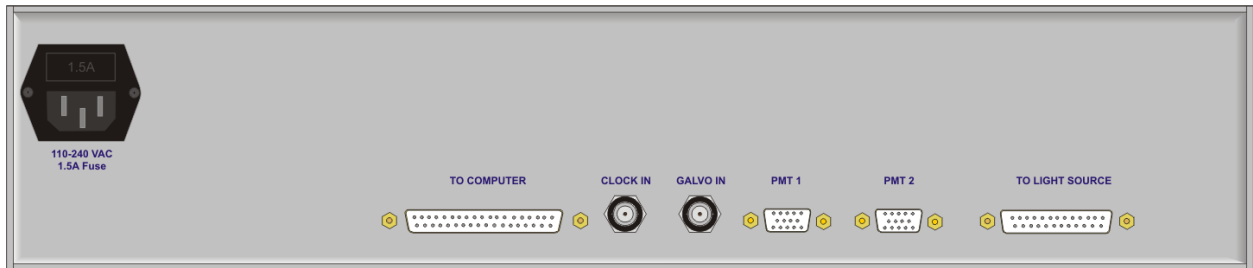 1.5A
110-240 VAC
1.5A Fuse
TO COMPUTER
CLOCK IN
GALVO IN
PMT 1
PMT 2
TO LIGHT SOURCE